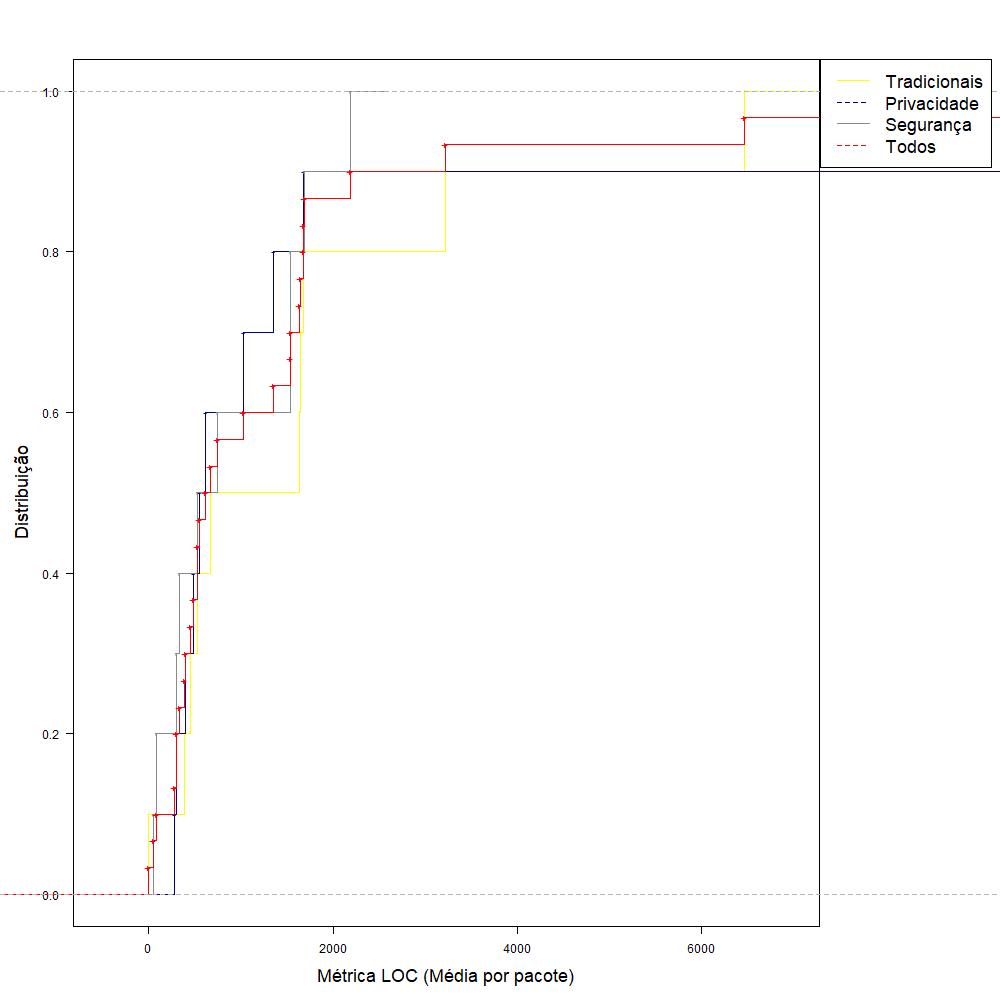 Tradicionais
Privacidade
Segurança
Todos
Distribuição
1.0
0.8
0.6
0.4
0.2
0.0
0 2000 4000 6000
Métrica LOC (Média por pacote)